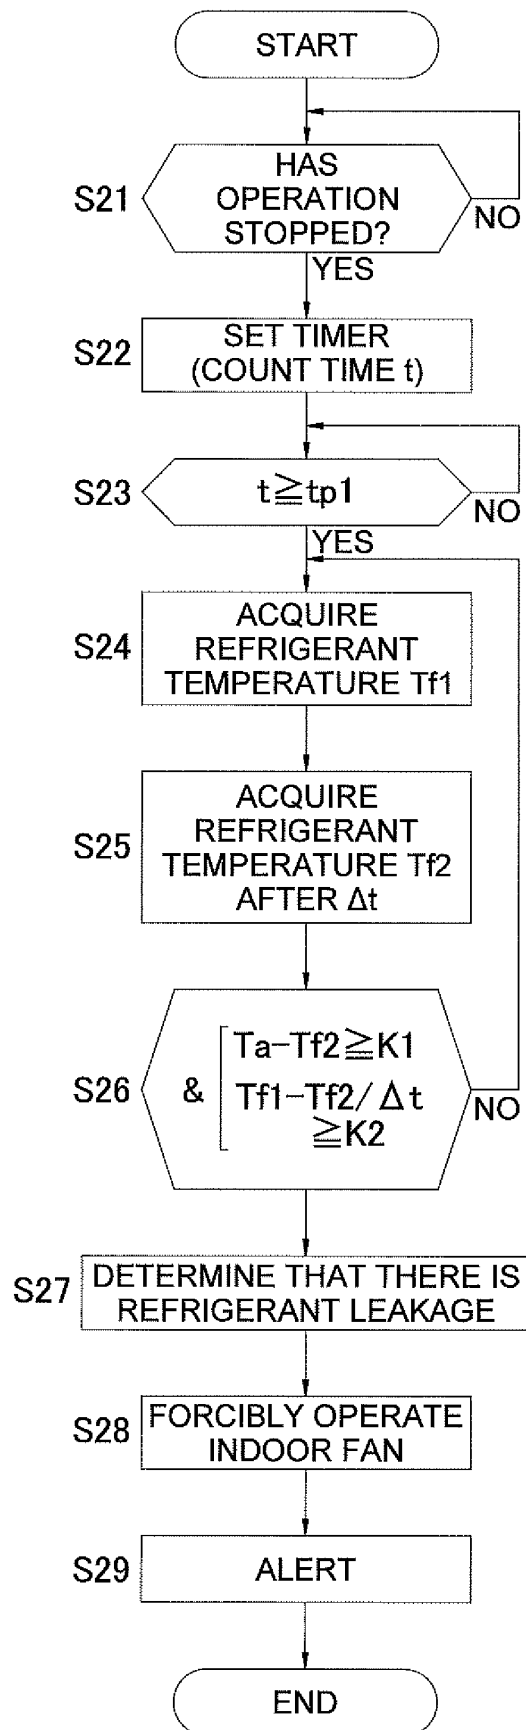 START
S21
HAS
OPERATION
STOPPED?
NO
YES
S22
SET TIMER
(COUNT TIME t)
S23
t≧tp1
NO
YES
S24
ACQUIRE
REFRIGERANT
TEMPERATURE Tf1
S25
ACQUIRE
REFRIGERANT
TEMPERATURE Tf2
AFTER Δt
S26
&
Ta-Tf2≧K1
Tf1-Tf2/Δt
≧K2
NO
S27
DETERMINE THAT THERE IS
REFRIGERANT LEAKAGE
S28
FORCIBLY OPERATE
INDOOR FAN
S29
ALERT
END